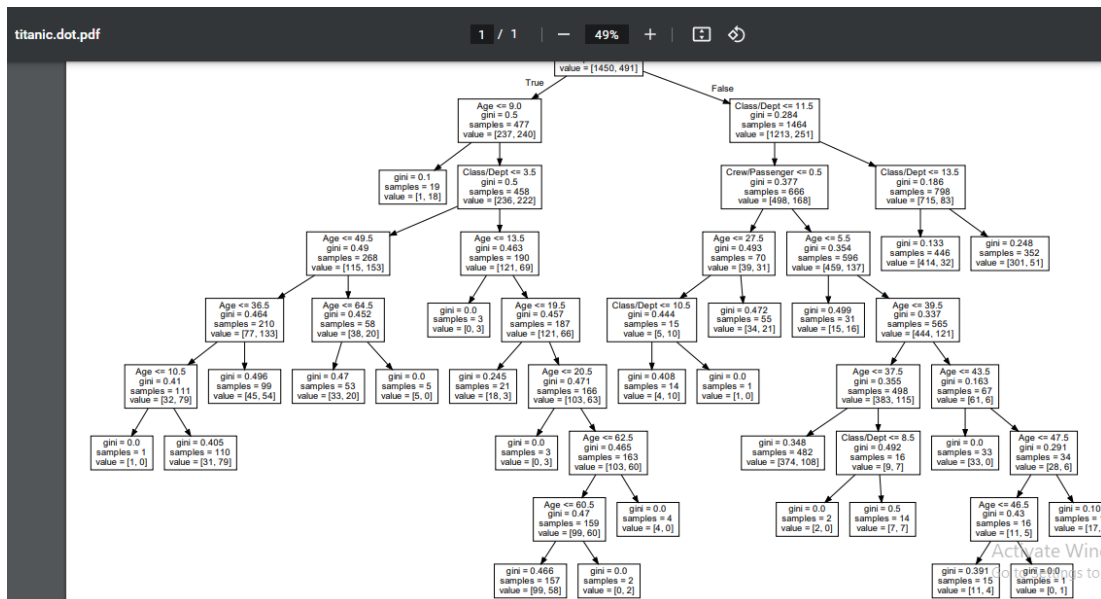 titanic.dot.pdf
1 / 1
49%
value = [1450, 491]
True
False
Age <= 9.0
gini = 0.5
samples = 477
value = [237, 240]
Class/Dept <= 11.5
gini = 0.284
samples = 1464
value = [1213, 251]
gini = 0.1
samples = 19
value = [1, 18]
Class/Dept <= 3.5
gini = 0.5
samples = 458
value = [236, 222]
Crew/Passenger <= 0.5
gini = 0.377
samples = 666
value = [498, 168]
Class/Dept <= 13.5
gini = 0.186
samples = 798
value = [715, 83]
Age <= 49.5
gini = 0.49
samples = 268
value = [115, 153]
Age <= 13.5
gini = 0.463
samples = 190
value = [121, 69]
Age <= 27.5
gini = 0.493
samples = 70
value = [39, 31]
Age <= 5.5
gini = 0.354
samples = 596
value = [459, 137]
gini = 0.133
samples = 446
value = [414, 32]
gini = 0.248
samples = 352
value = [301, 51]
Age <= 36.5
gini = 0.464
samples = 210
value = [77, 133]
Age <= 64.5
gini = 0.452
samples = 58
value = [38, 20]
gini = 0.0
samples = 3
value = [0, 3]
Age <= 19.5
gini = 0.457
samples = 187
value = [121, 66]
Class/Dept <= 10.5
gini = 0.444
samples = 15
value = [5, 10]
gini = 0.472
samples = 55
value = [34, 21]
gini = 0.499
samples = 31
value = [15, 16]
Age <= 39.5
gini = 0.337
samples = 565
value = [444, 121]
Age <= 10.5
gini = 0.41
samples = 111
value = [32, 79]
gini = 0.496
samples = 99
value = [45, 54]
gini = 0.47
samples = 53
value = [33, 20]
gini = 0.0
samples = 5
value = [5, 0]
gini = 0.245
samples = 21
value = [18, 3]
Age <= 20.5
gini = 0.471
samples = 166
value = [103, 63]
gini = 0.408
samples = 14
value = [4, 10]
gini = 0.0
samples = 1
value = [1, 0]
Age <= 37.5
gini = 0.355
samples = 498
value = [383, 115]
Age <= 43.5
gini = 0.163
samples = 67
value = [61, 6]
gini = 0.0
samples = 1
value = [1, 0]
gini = 0.405
samples = 110
value = [31, 79]
gini = 0.0
samples = 3
value = [0, 3]
Age <= 62.5
gini = 0.465
samples = 163
value = [103, 60]
gini = 0.348
samples = 482
value = [374, 108]
Class/Dept <= 8.5
gini = 0.492
samples = 16
value = [9, 7]
gini = 0.0
samples = 33
value = [33, 0]
Age <= 47.5
gini = 0.291
samples = 34
value = [28, 6]
Age <= 60.5
gini = 0.47
samples = 159
value = [99, 60]
gini = 0.0
samples = 4
value = [4, 0]
gini = 0.0
samples = 2
value = [2, 0]
gini = 0.5
samples = 14
value = [7, 7]
Age <= 46.5
gini = 0.43
samples = 16
value = [11, 5]
gini = 0.10
samples =
value = [17,
gini = 0.466
samples = 157
value = [99, 58]
gini = 0.0
samples = 2
value = [0, 2]
gini = 0.391
samples = 15
value = [11, 4]
gini = 0.0
samples = 1
value = [0, 1]
Activate Win
Go to Settings to